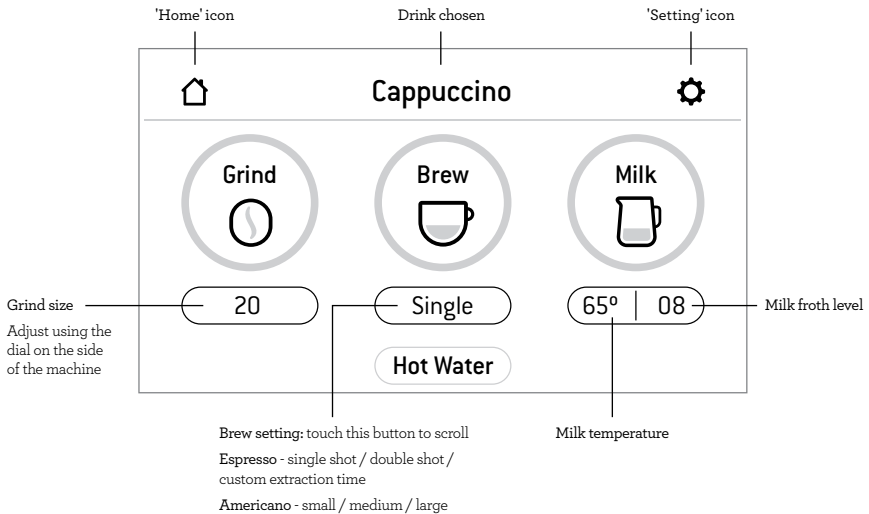 'Home' icon
Drink chosen
'Setting' icon
Cappuccino
Grind
Brew
Milk
20
Single
65º | 08
Hot Water
Grind size
Adjust using the
dial on the side
of the machine
Milk froth level
Brew setting: touch this button to scroll
Espresso - single shot / double shot /
custom extraction time
Americano - small / medium / large
Milk temperature